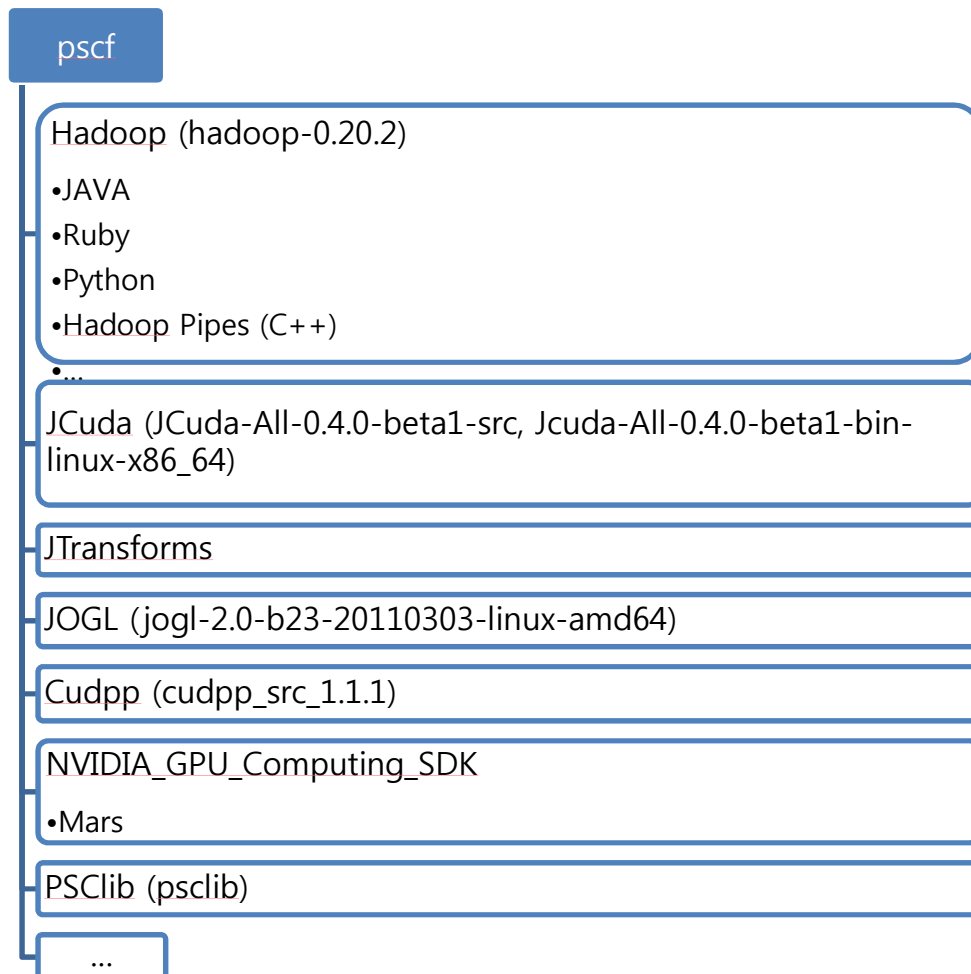 pscf
Hadoop (hadoop-0.20.2)
•JAVA
•Ruby
•Python
•Hadoop Pipes (C++)
•...
JCuda (JCuda-All-0.4.0-beta1-src, Jcuda-All-0.4.0-beta1-bin-
linux-x86_64)
JTransforms
JOGL (jogl-2.0-b23-20110303-linux-amd64)
Cudpp (cudpp_src_1.1.1)
NVIDIA_GPU_Computing_SDK
•Mars
PSClib (psclib)
...